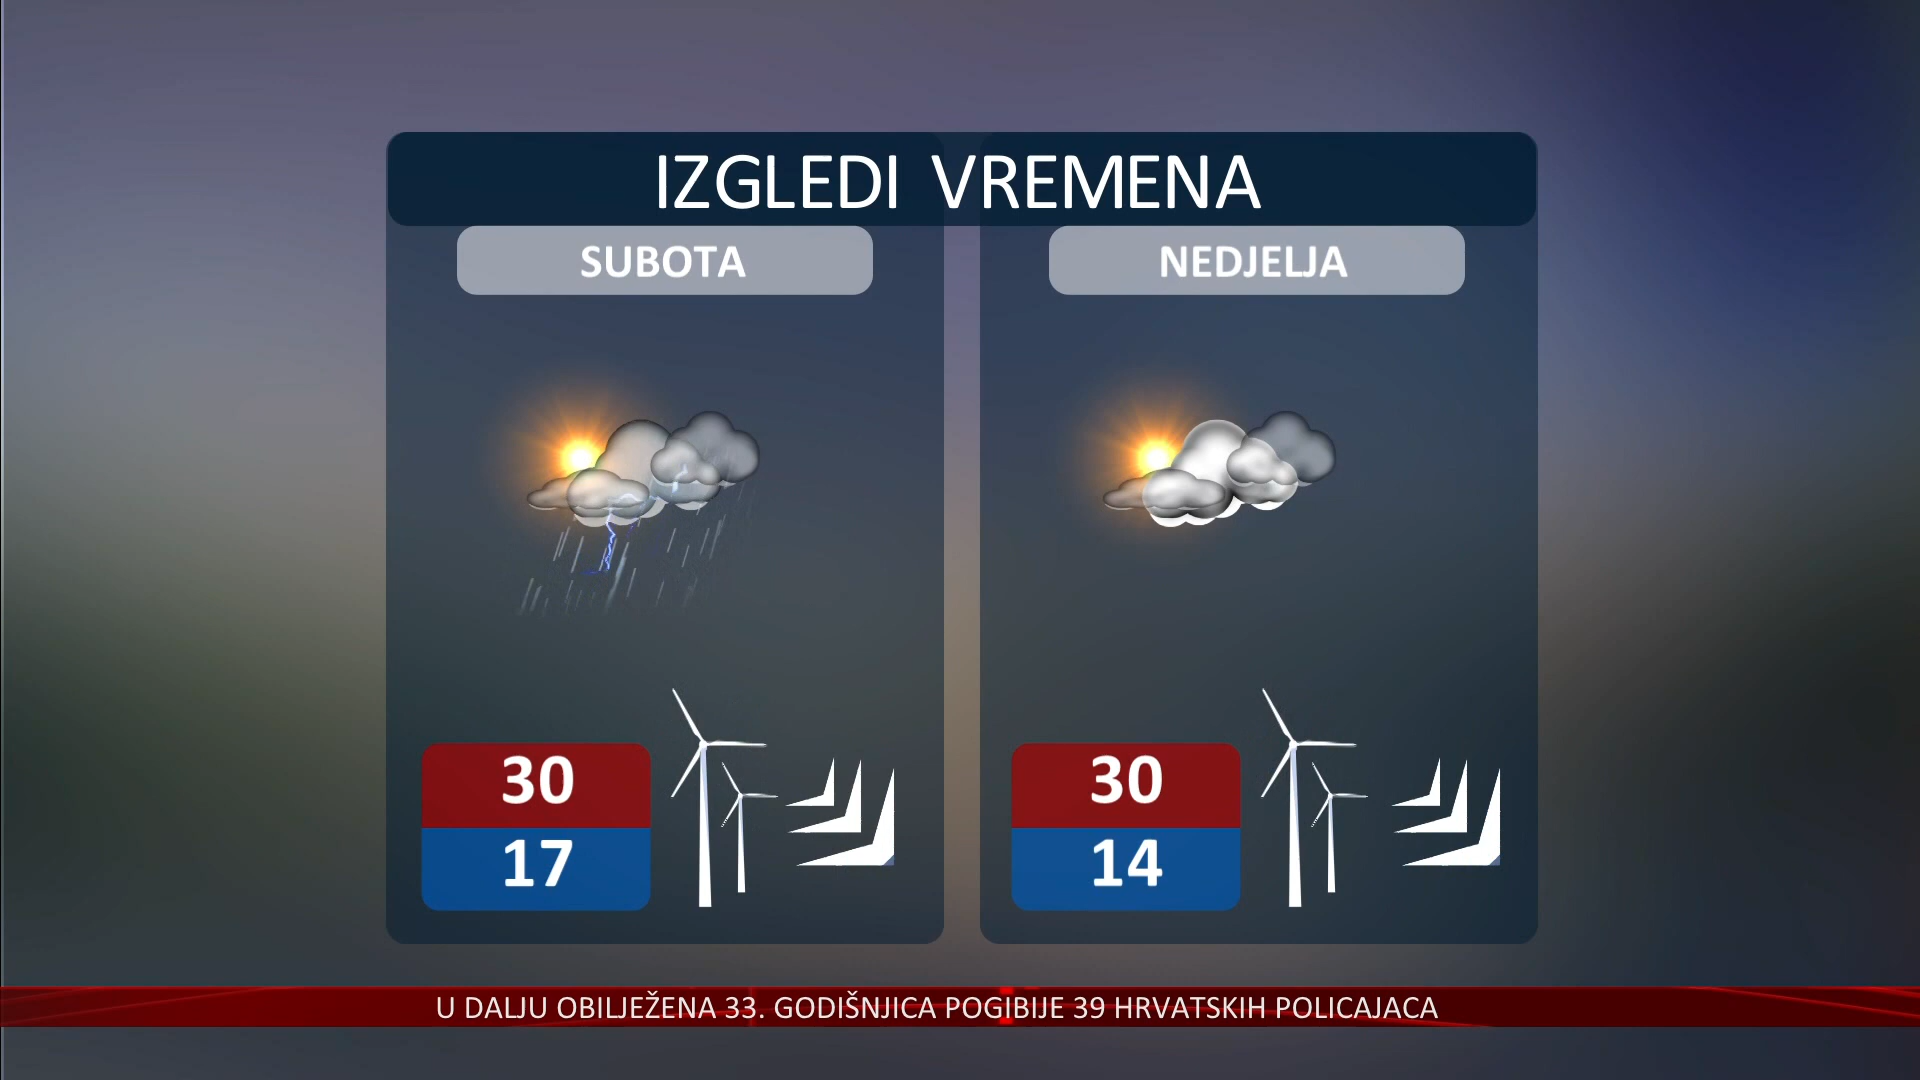 IZGLEDI VREMENA
SUBOTA
NEDJELJA
30
17
30
14
U DALJU OBILJEŽENA 33. GODIŠNJICA POGIBIJE 39 HRVATSKIH POLICAJACA